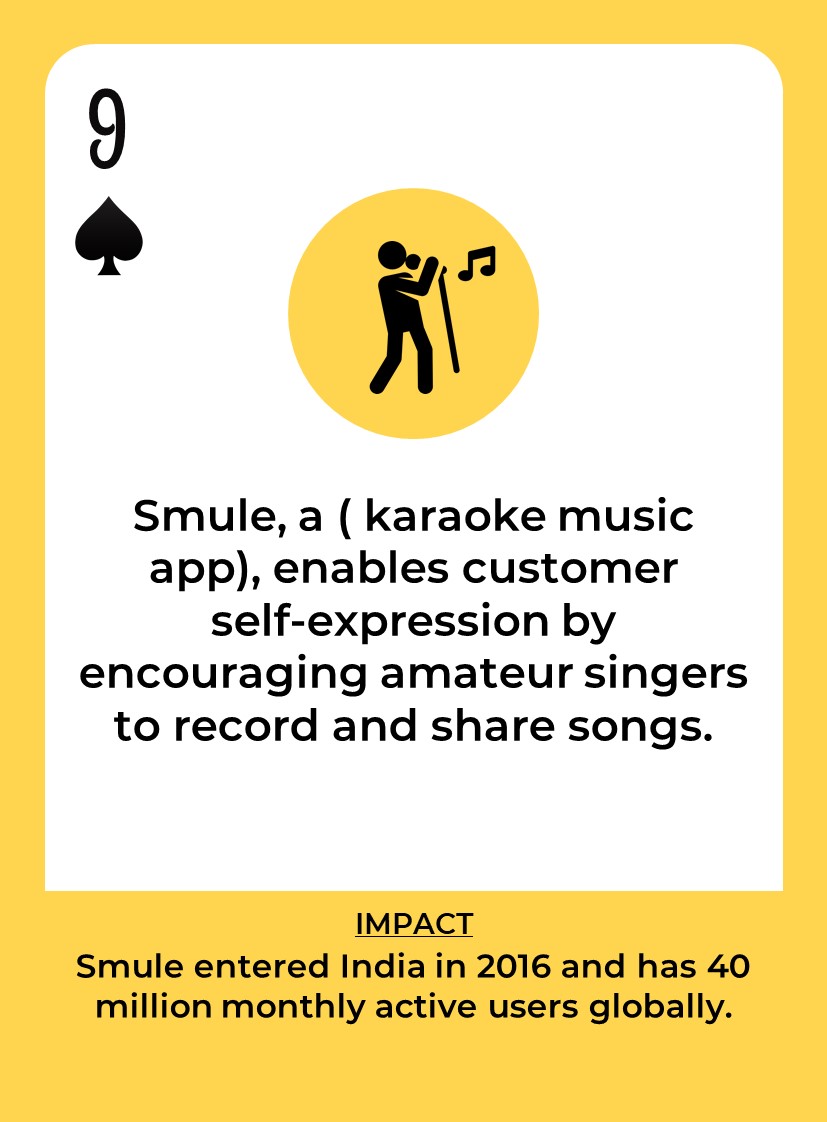 9
Smule, a ( karaoke music
app), enables customer
self-expression by
encouraging amateur singers
to record and share songs.
IMPACT
Smule entered India in 2016 and has 40
million monthly active users globally.